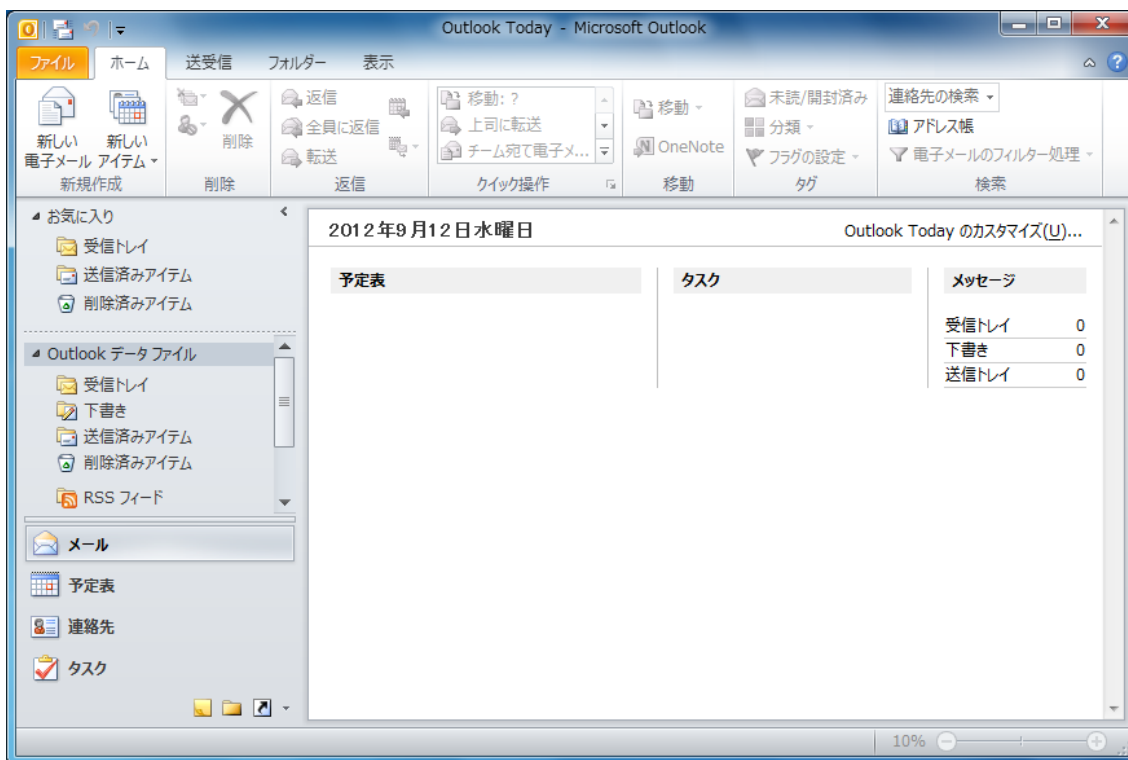 Outlook Today - Microsoft Outlook
ファイル ホーム 送受信 フォルダー 表示
新しい 電子メール
新しい アイテム
新規作成
削除
削除
返信
全員に返信
転送
返信
移動: ?
上司に転送
チーム宛て電子メ...
クイック操作
移動
OneNote
移動
未読/開封済み
分類
フラグの設定
タグ
連絡先の検索
アドレス帳
電子メールのフィルター処理
検索
お気に入り
受信トレイ
送信済みアイテム
削除済みアイテム
Outlook データ ファイル
受信トレイ
下書き
送信済みアイテム
削除済みアイテム
RSS フィード
メール
予定表
連絡先
タスク
2012年9月12日水曜日
Outlook Today のカスタマイズ(U)...
予定表
タスク
メッセージ
受信トレイ 0
下書き 0
送信トレイ 0
10%